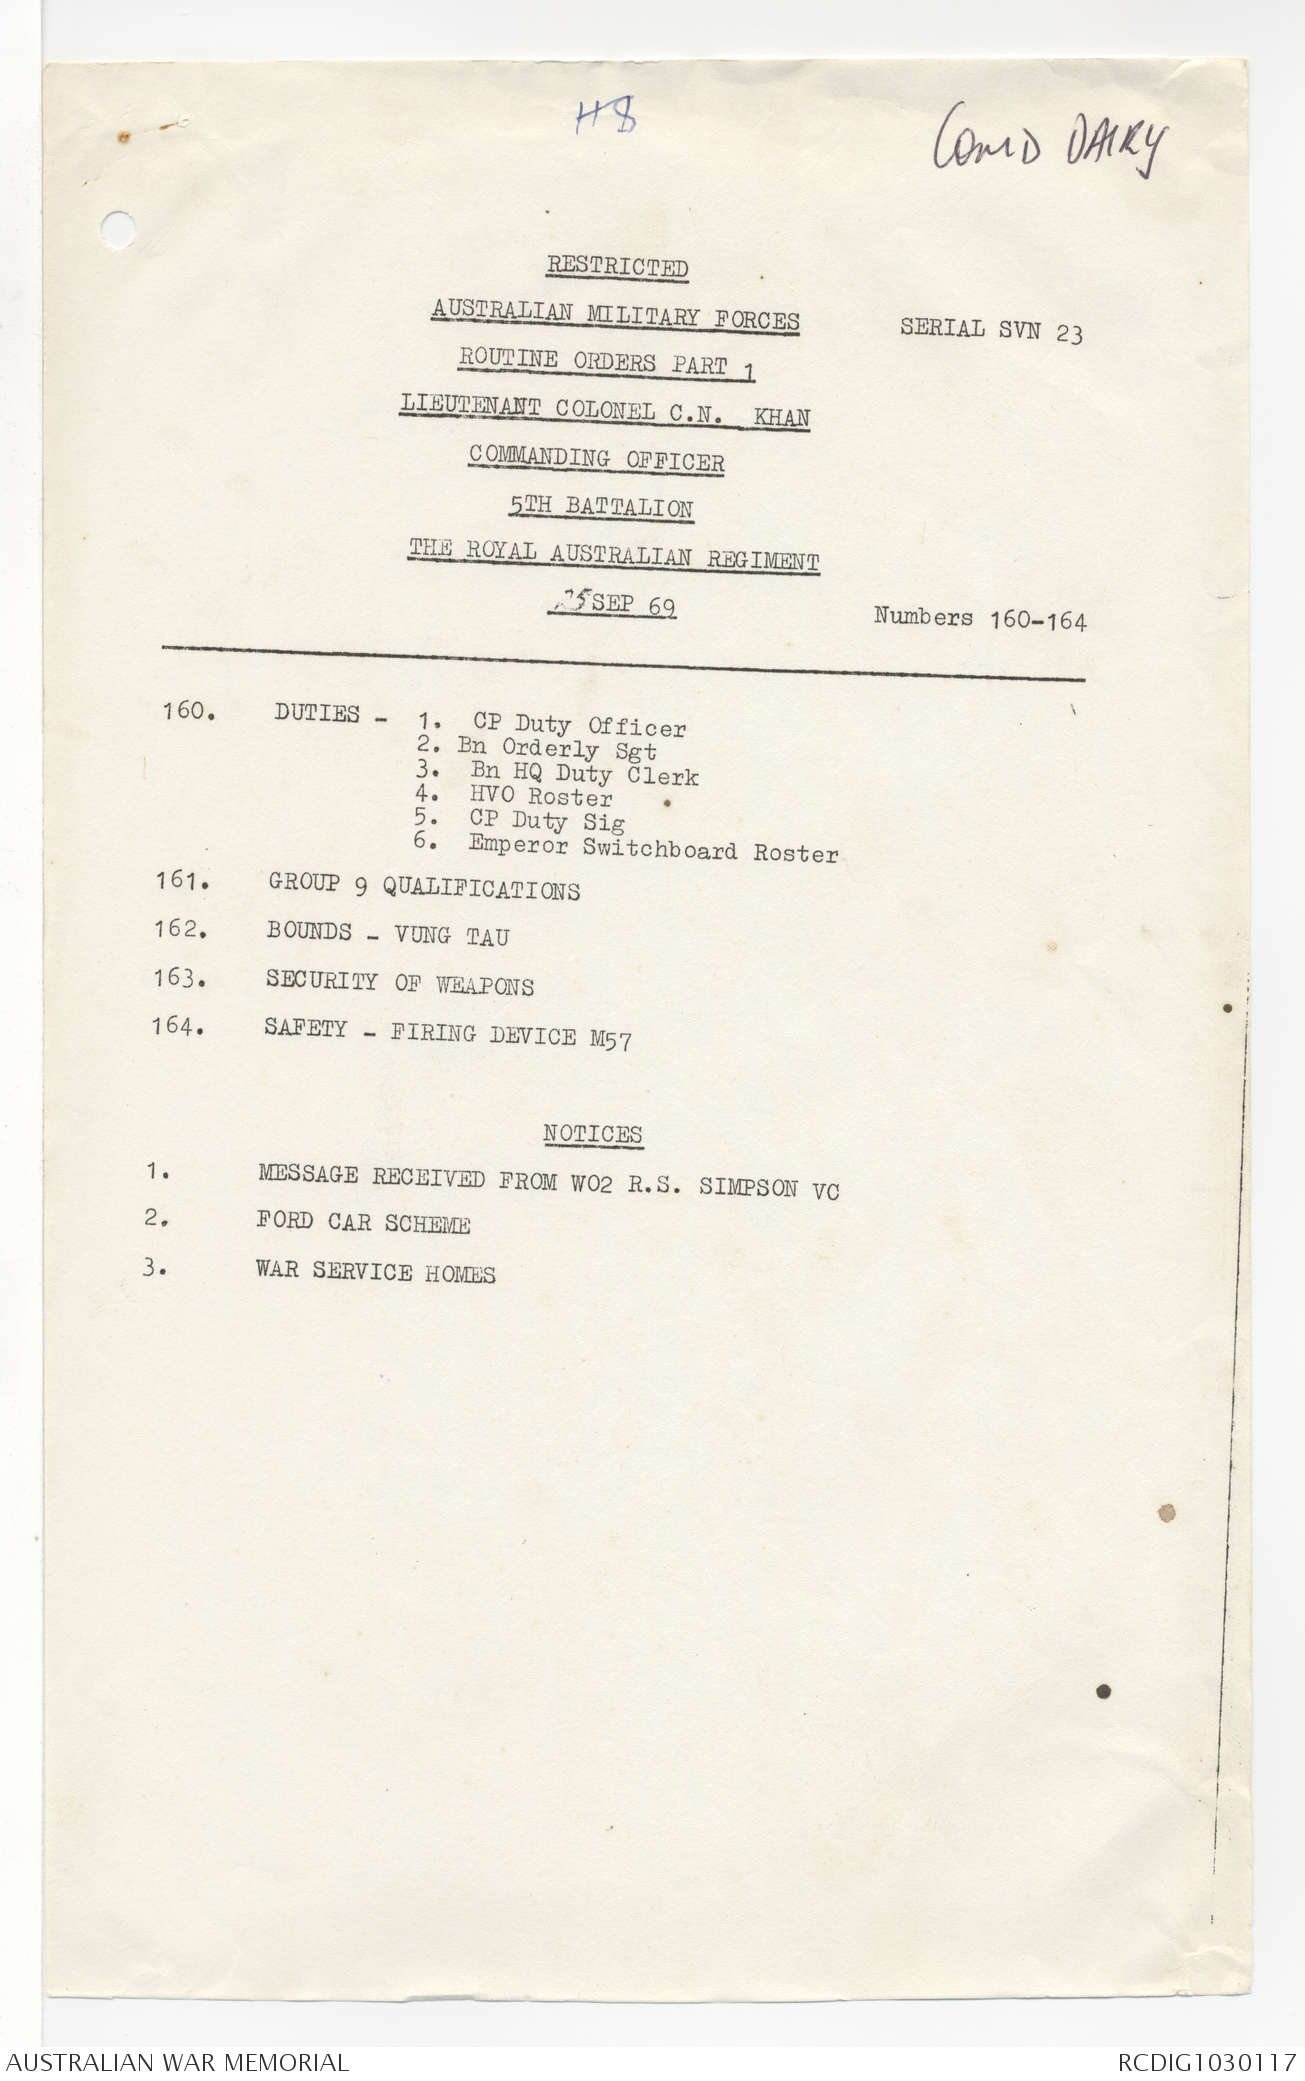 H8
Comd DAIRY
RESTRICTED
AUSTRALIAN MILITARY FORCES
SERIAL SVN 23
ROUTINE ORDERS PART 1
LIEUTENANT COLONEL C.N. KHAN
COMMANDING OFFICER
5TH BATTALION
THE ROYAL AUSTRALIAN REGIMENT
25 SEP 69
Numbers 160-164
160. DUTIES - 1. CP Duty Officer
2. Bn Orderly Sgt
3. Bn HQ Duty Clerk
4. HVO Roster
5. CP Duty Sig
6. Emperor Switchboard Roster
161. GROUP 9 QUALIFICATIONS
162. BOUNDS - VUNG TAU
163. SECURITY OF WEAPONS
164. SAFETY - FIRING DEVICE M57
NOTICES
1. MESSAGE RECEIVED FROM WO2 R.S. SIMPSON VC
2. FORD CAR SCHEME
3. WAR SERVICE HOMES
AUSTRALIAN WAR MEMORIAL
RCDIG1030117